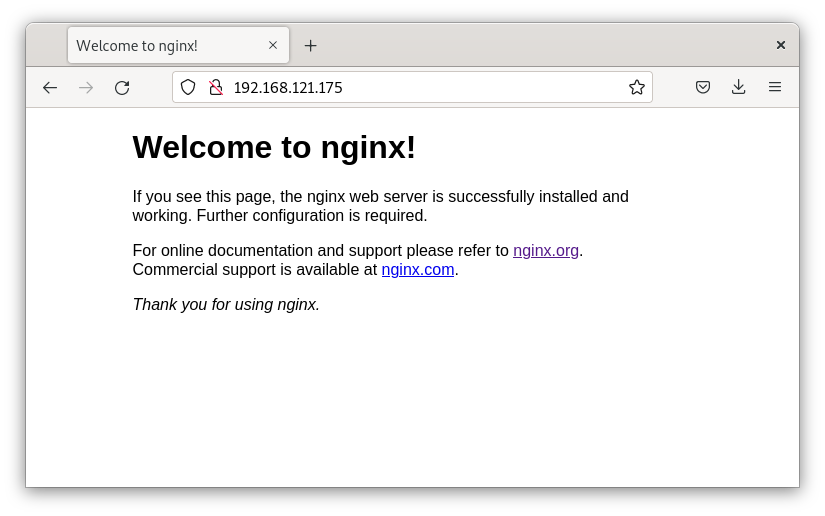 Welcome to nginx!
192.168.121.175
Welcome to nginx!
If you see this page, the nginx web server is successfully installed and
working. Further configuration is required.
For online documentation and support please refer to nginx.org.
Commercial support is available at nginx.com.
Thank you for using nginx.